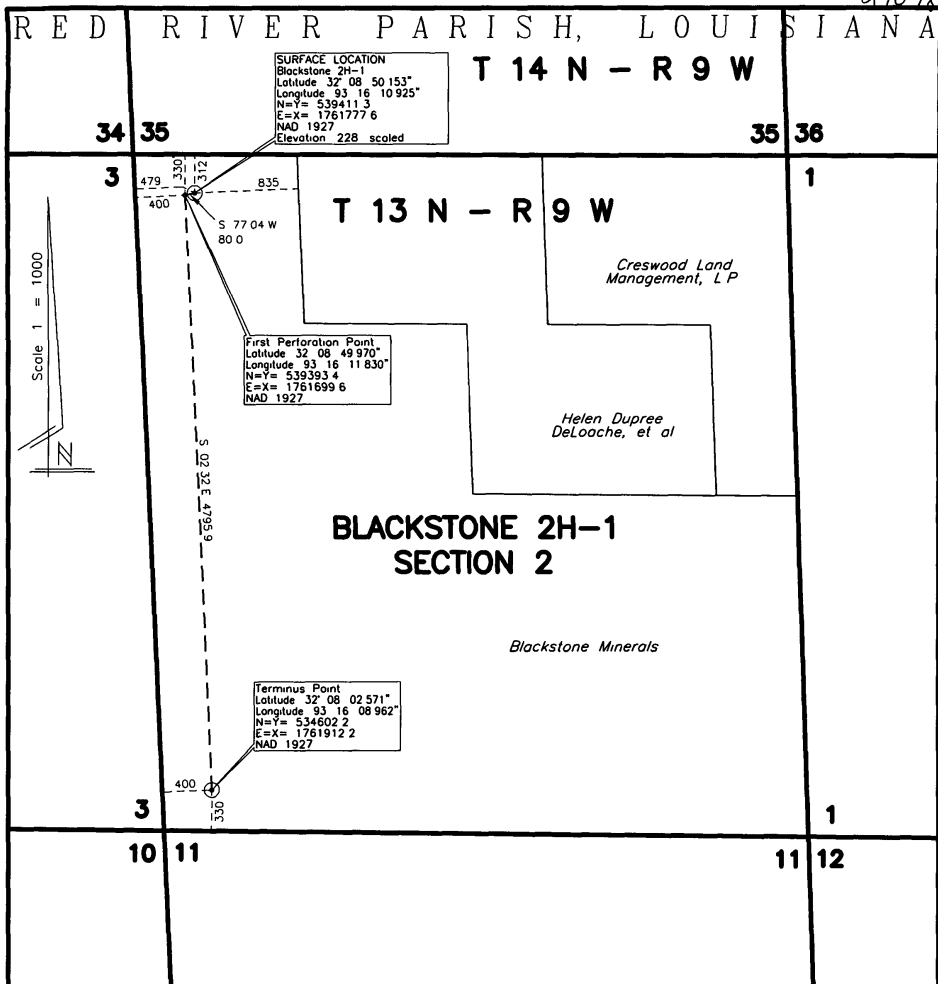 RED RIVER PARISH, LOUISIANA
SURFACE LOCATION
Blackstone 2H-1
Latitude 32° 08 50 153"
Longitude 93 16 10 925"
N=Y= 539411 3
E=X= 1761777 6
NAD 1927
Elevation 228 scaled
T 14 N - R 9 W
34 35
35 36
3
1
479
330
312
835
400
S 77 04 W
80 0
T 13 N - R 9 W
Creswood Land
Management, L P
Scale 1 = 1000
N
First Perforation Point
Latitude 32 08 49 970"
Longitude 93 16 11 830"
N=Y= 539393 4
E=X= 1761699 6
NAD 1927
Helen Dupree
DeLoache, et al
S 02 32 E 4795.9
BLACKSTONE 2H-1
SECTION 2
Blackstone Minerals
Terminus Point
Latitude 32° 08 02 571"
Longitude 93 16 08 962"
N=Y= 534602 2
E=X= 1761912 2
NAD 1927
400
330
3
1
10 11
11 12